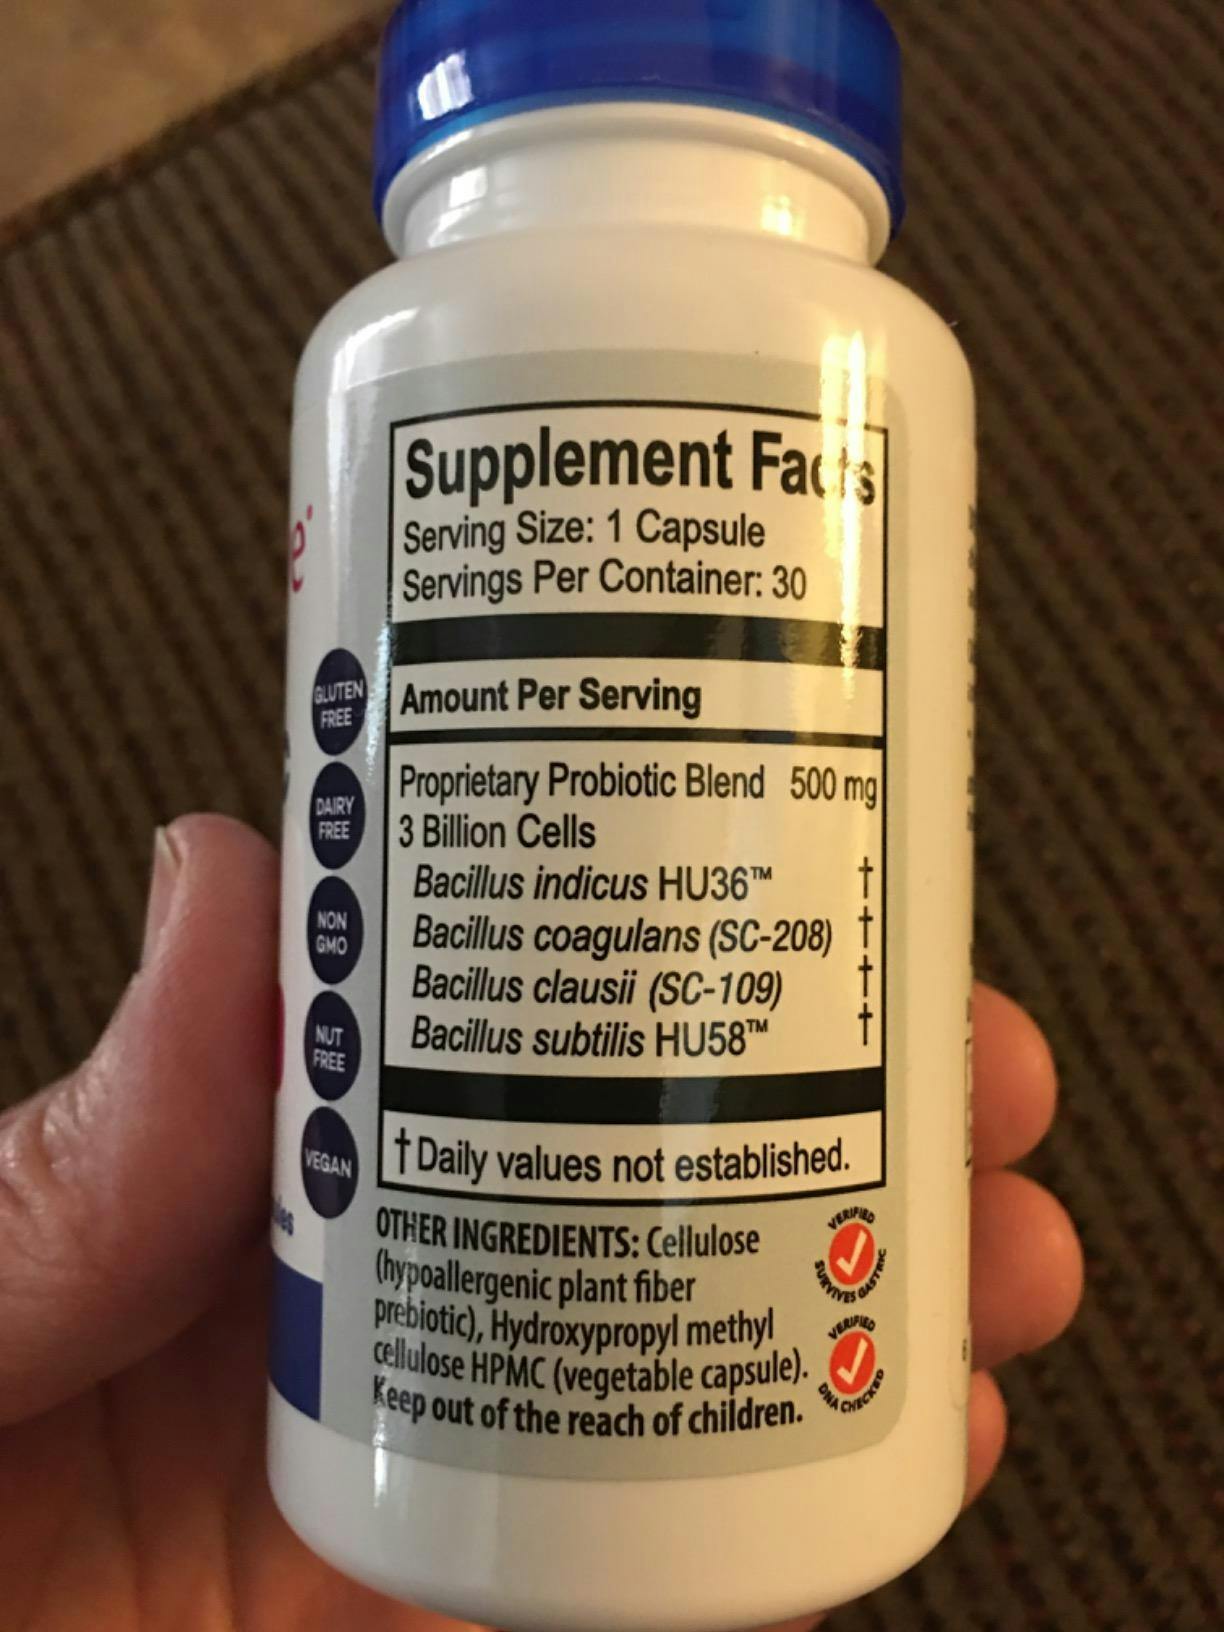 Supplement Facts
Serving Size: 1 Capsule
Servings Per Container: 30
Amount Per Serving
Proprietary Probiotic Blend 500 mg
3 Billion Cells
Bacillus indicus HU36™ †
Bacillus coagulans (SC-208) †
Bacillus clausii (SC-109) †
Bacillus subtilis HU58™ †
† Daily values not established.
OTHER INGREDIENTS: Cellulose
(hypoallergenic plant fiber
prebiotic), Hydroxypropyl methyl
cellulose HPMC (vegetable capsule).
Keep out of the reach of children.
VERIFIED
SURVIVES GASTRIC
VERIFIED
DNA CHECKED
GLUTEN
FREE
DAIRY
FREE
NON
GMO
NUT
FREE
VEGAN